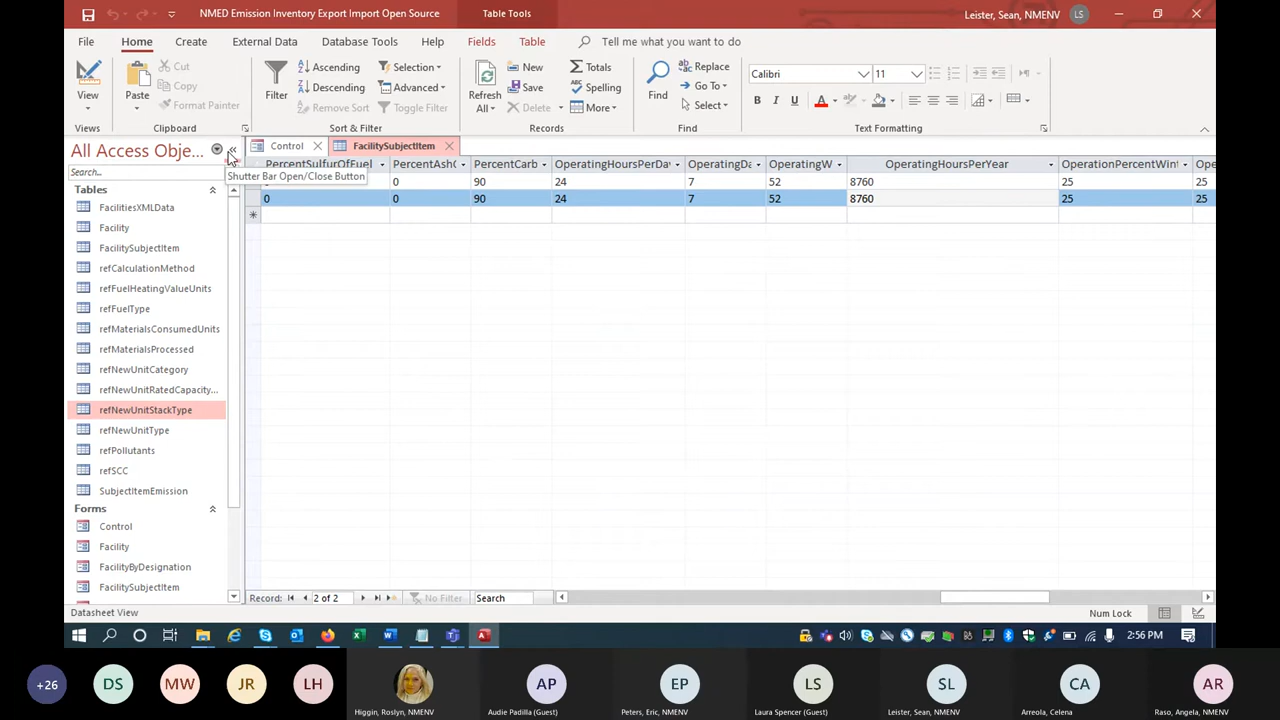 NMED Emission Inventory Export Import Open Source
Table Tools
Leister, Sean, NMENV
LS
File
Home
Create
External Data
Database Tools
Help
Fields
Table
Tell me what you want to do
View
Views
Paste
Cut
Copy
Format Painter
Clipboard
Filter
Ascending
Descending
Remove Sort
Selection
Advanced
Toggle Filter
Sort & Filter
Refresh
All
New
Save
Delete
Totals
Spelling
More
Records
Find
Replace
Go To
Select
Find
Calibri
11
B I U
Text Formatting
All Access Obje...
Search...
Shutter Bar Open/Close Button
Tables
FacilitiesXMLData
Facility
FacilitySubjectItem
refCalculationMethod
refFuelHeatingValueUnits
refFuelType
refMaterialsConsumedUnits
refMaterialsProcessed
refNewUnitCategory
refNewUnitRatedCapacity...
refNewUnitStackType
refNewUnitType
refPollutants
refSCC
SubjectItemEmission
Forms
Control
Facility
FacilityByDesignation
FacilitySubjectItem
Control
FacilitySubjectItem
PercentSulfurOfFuel PercentAshO PercentCarb OperatingHoursPerDay OperatingDa OperatingW OperatingHoursPerYear OperationPercentWint Ope
0 90 24 7 52 8760 25 25
0 0 90 24 7 52 8760 25 25
Record: 2 of 2 No Filter Search
Datasheet View
Num Lock
2:56 PM
+26
DS
MW
JR
LH
Higgin, Roslyn, NMENV
AP
Audie Padilla (Guest)
EP
Peters, Eric, NMENV
LS
Laura Spencer (Guest)
SL
Leister, Sean, NMENV
CA
Arreola, Celena
AR
Raso, Angela, NMENV